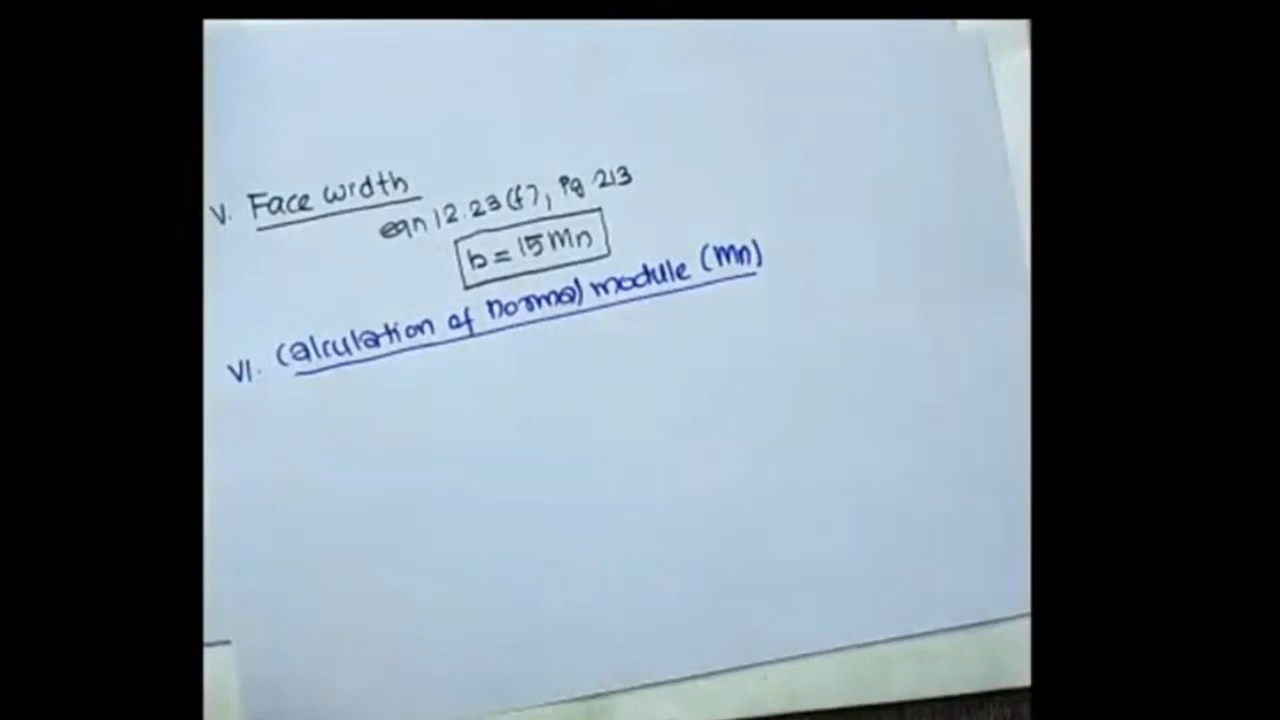 V. Face width
eqn 12.23(f), Pg 213
b = 15Mn
VI. Calculation of normal module (Mn)